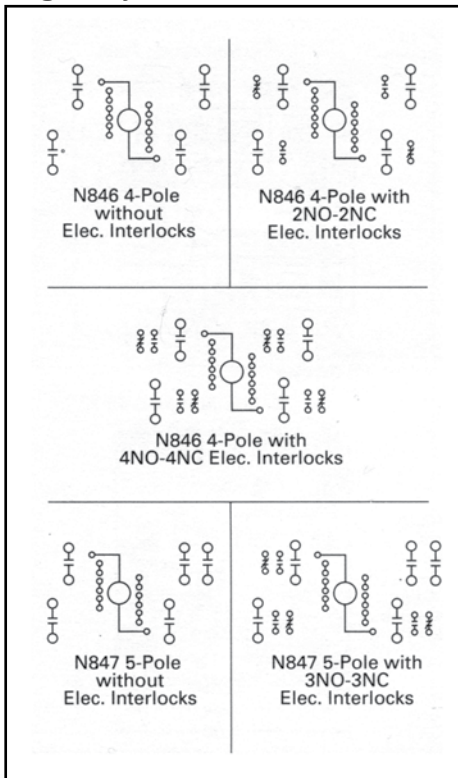 N846 4-Pole
without
Elec. Interlocks
N846 4-Pole with
2NO-2NC
Elec. Interlocks
N846 4-Pole with
4NO-4NC Elec. Interlocks
N847 5-Pole
without
Elec. Interlocks
N847 5-Pole with
3NO-3NC
Elec. Interlocks